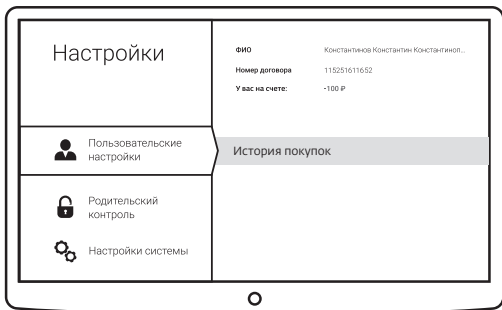 Настройки
ФИО Константинов Константин Константиноп...
Номер договора 115251611652
У вас на счете: -100 ₽
Пользовательские
настройки
История покупок
Родительский
контроль
Настройки системы